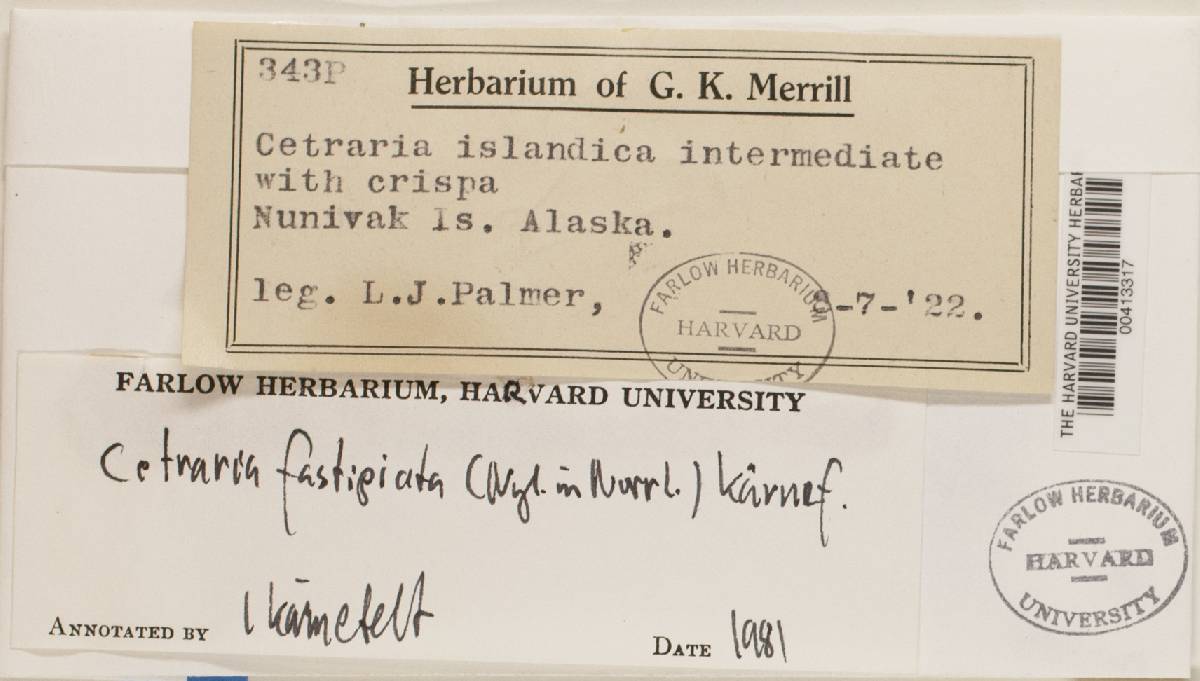 343P
Herbarium of G. K. Merrill
Cetraria islandica intermediate
with crispa
Nunivak Is. Alaska.
leg. L.J.Palmer, -7-'22.
FARLOW HERBARIUM
HARVARD
UNIVERSITY
THE HARVARD UNIVERSITY HERBAR
00413317
FARLOW HERBARIUM, HARVARD UNIVERSITY
Cetraria fastigiata (Nyl. in Norrl.) Kärnef.
ANNOTATED BY I Kärnefelt DATE 1981
FARLOW HERBARIUM
HARVARD
UNIVERSITY